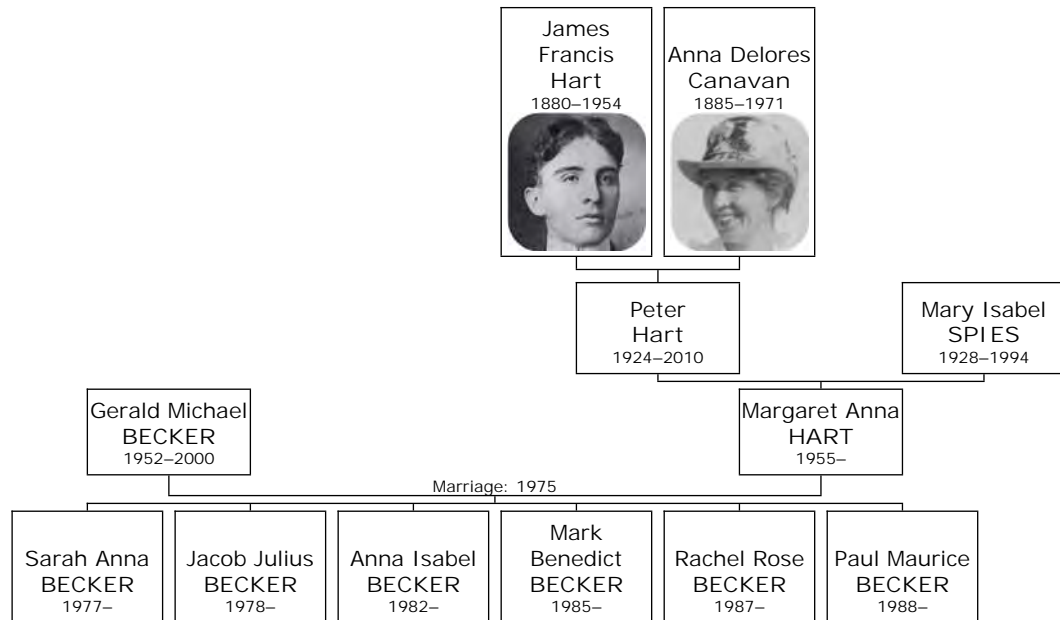 James
Francis
Hart
1880–1954
Anna Delores
Canavan
1885–1971
Peter
Hart
1924–2010
Mary Isabel
SPIES
1928–1994
Gerald Michael
BECKER
1952–2000
Margaret Anna
HART
1955–
Marriage: 1975
Sarah Anna
BECKER
1977–
Jacob Julius
BECKER
1978–
Anna Isabel
BECKER
1982–
Mark
Benedict
BECKER
1985–
Rachel Rose
BECKER
1987–
Paul Maurice
BECKER
1988–